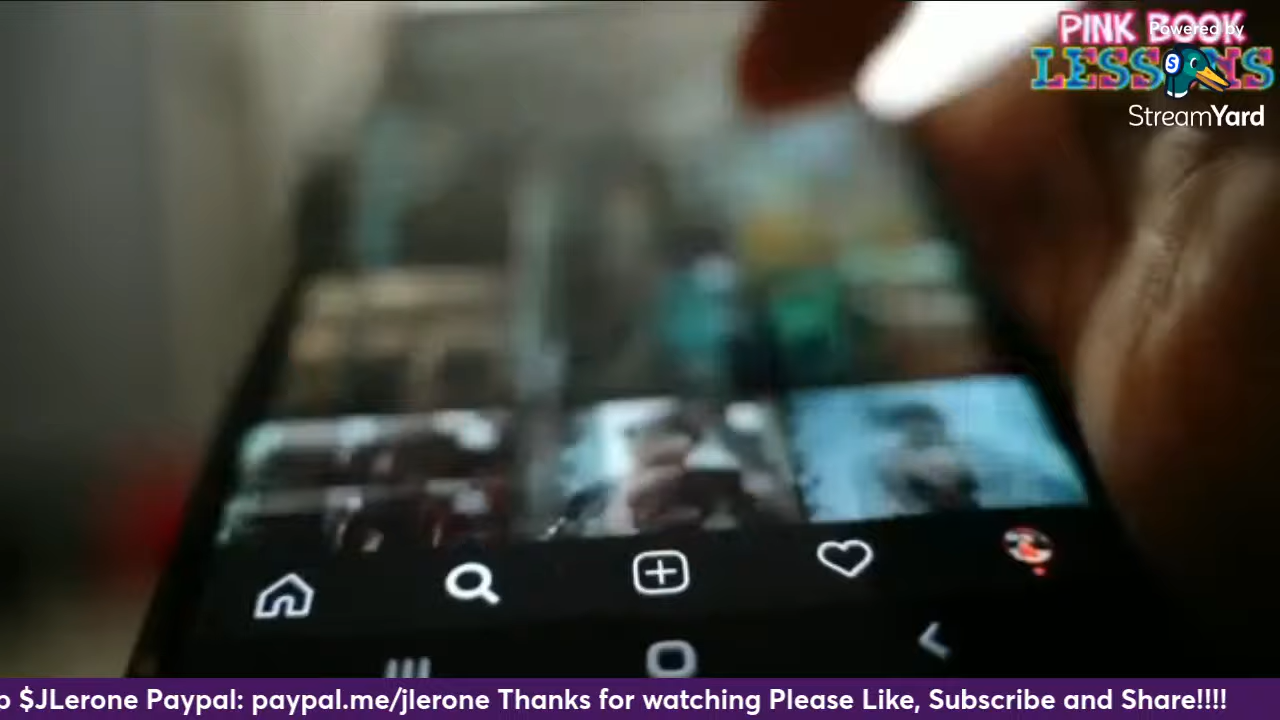 PINK BOOK
Powered by
LESSONS
S
StreamYard
$JLerone Paypal: paypal.me/jlerone Thanks for watching Please Like, Subscribe and Share!!!!